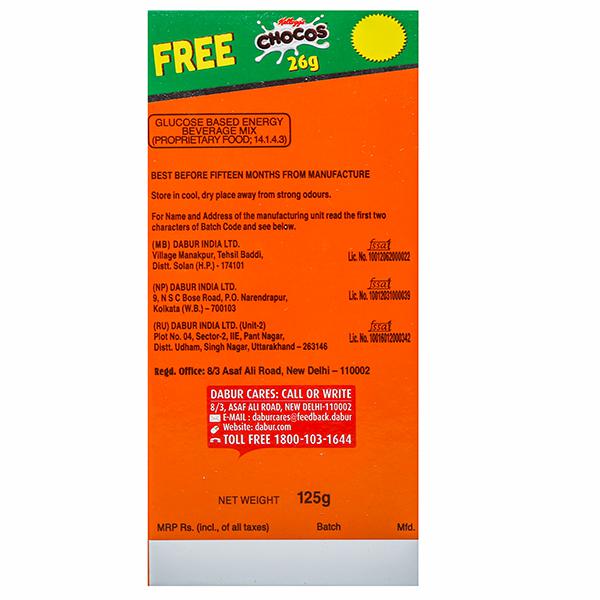 FREE
Kellogg's
CHOCOS
26g
GLUCOSE BASED ENERGY
BEVERAGE MIX
(PROPRIETARY FOOD; 14.1.4.3)
BEST BEFORE FIFTEEN MONTHS FROM MANUFACTURE
Store in cool, dry place away from strong odours.
For Name and Address of the manufacturing unit read the first two
characters of Batch Code and see below.
(MB) DABUR INDIA LTD.
Village Manakpur, Tehsil Baddi,
Distt. Solan (H.P.) - 174101
fssai
Lic. No. 10012062000022
(NP) DABUR INDIA LTD.
9, N S C Bose Road, P.O. Narendrapur,
Kolkata (W.B.) – 700103
fssai
Lic. No. 10012031000039
(RU) DABUR INDIA LTD. (Unit-2)
Plot No. 04, Sector-2, IIE, Pant Nagar,
Distt. Udham, Singh Nagar, Uttarakhand – 263146
fssai
Lic. No. 10016012000342
Regd. Office: 8/3 Asaf Ali Road, New Delhi – 110002
DABUR CARES: CALL OR WRITE
8/3, ASAF ALI ROAD, NEW DELHI-110002
E-MAIL : daburcares@feedback.dabur
Website: dabur.com
TOLL FREE 1800-103-1644
NET WEIGHT 125g
MRP Rs. (incl., of all taxes) Batch Mfd.